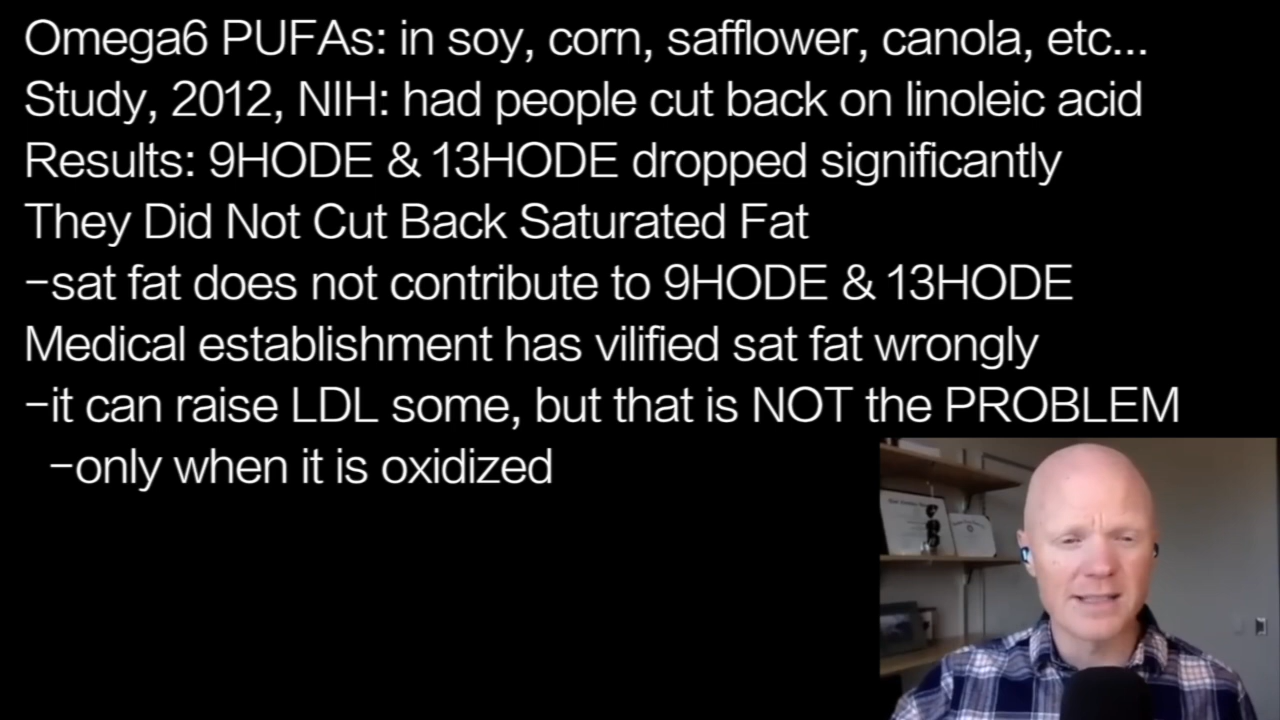 Omega6 PUFAs: in soy, corn, safflower, canola, etc...
Study, 2012, NIH: had people cut back on linoleic acid
Results: 9HODE & 13HODE dropped significantly
They Did Not Cut Back Saturated Fat
−sat fat does not contribute to 9HODE & 13HODE
Medical establishment has vilified sat fat wrongly
−it can raise LDL some, but that is NOT the PROBLEM
−only when it is oxidized